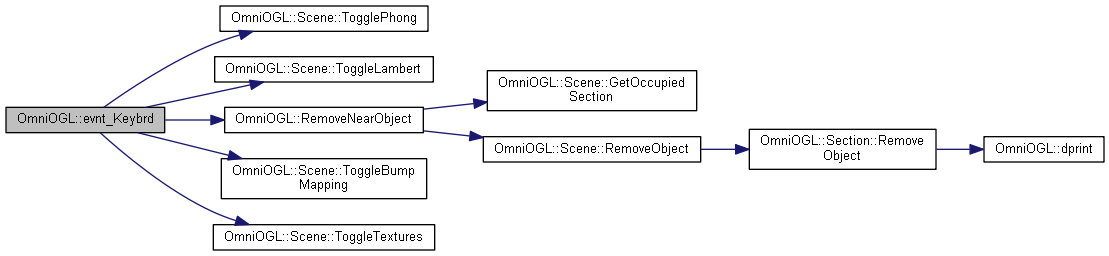 OmniOGL::Scene::TogglePhong
OmniOGL::Scene::ToggleLambert
OmniOGL::Scene::GetOccupied
Section
OmniOGL::evnt_Keybrd
OmniOGL::RemoveNearObject
OmniOGL::Scene::RemoveObject
OmniOGL::Section::Remove
Object
OmniOGL::dprint
OmniOGL::Scene::ToggleBump
Mapping
OmniOGL::Scene::ToggleTextures